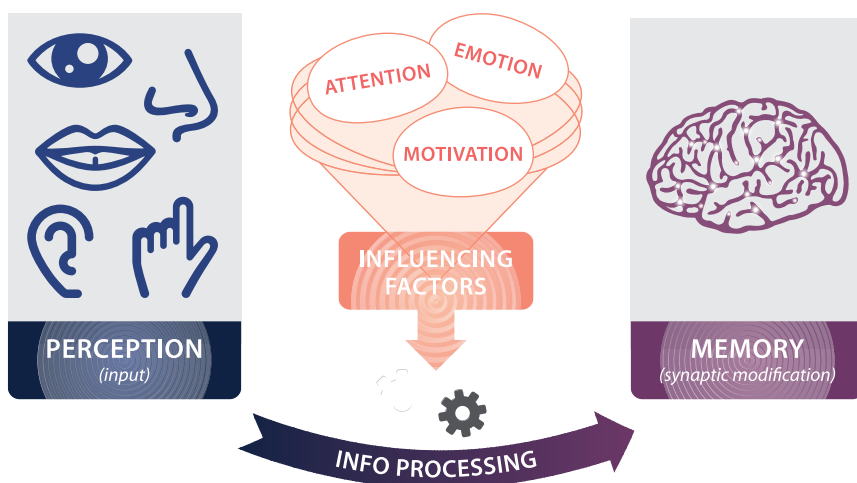 ATTENTION
EMOTION
MOTIVATION
INFLUENCING
FACTORS
PERCEPTION
(input)
MEMORY
(synaptic modification)
INFO PROCESSING